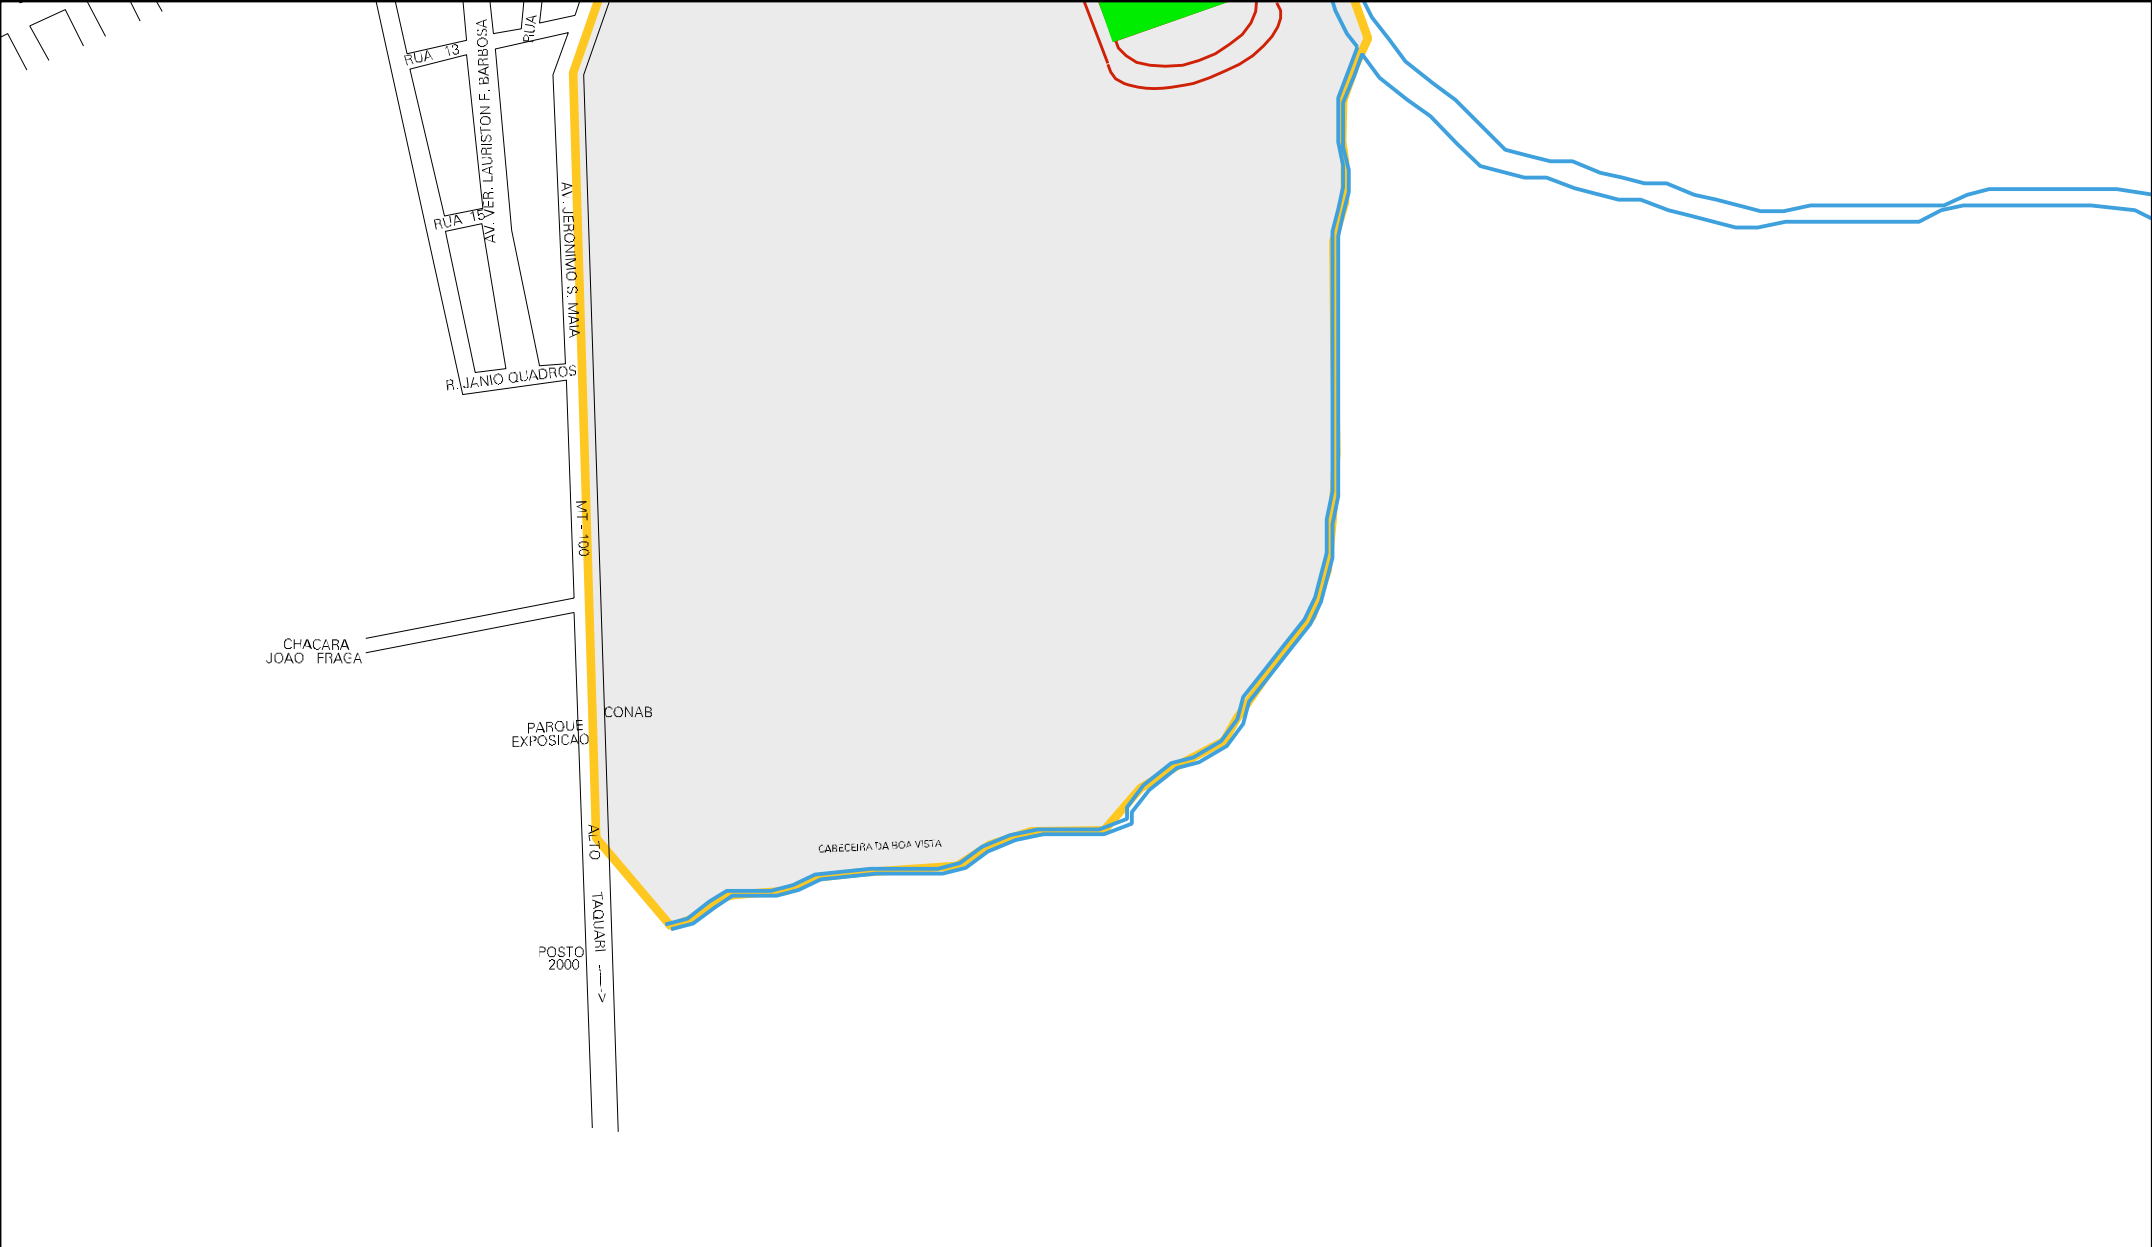 RUA
RUA 13
AV. VER. LAURISTON F. BARBOSA
RUA 15
AV. JERONIMO S. MAIA
R. JANIO QUADROS
MT - 100
CHACARA
JOAO FRAGA
CONAB
PARQUE
EXPOSICAO
ALTO TAQUARI --->
CABECEIRA DA BOA VISTA
POSTO
2000